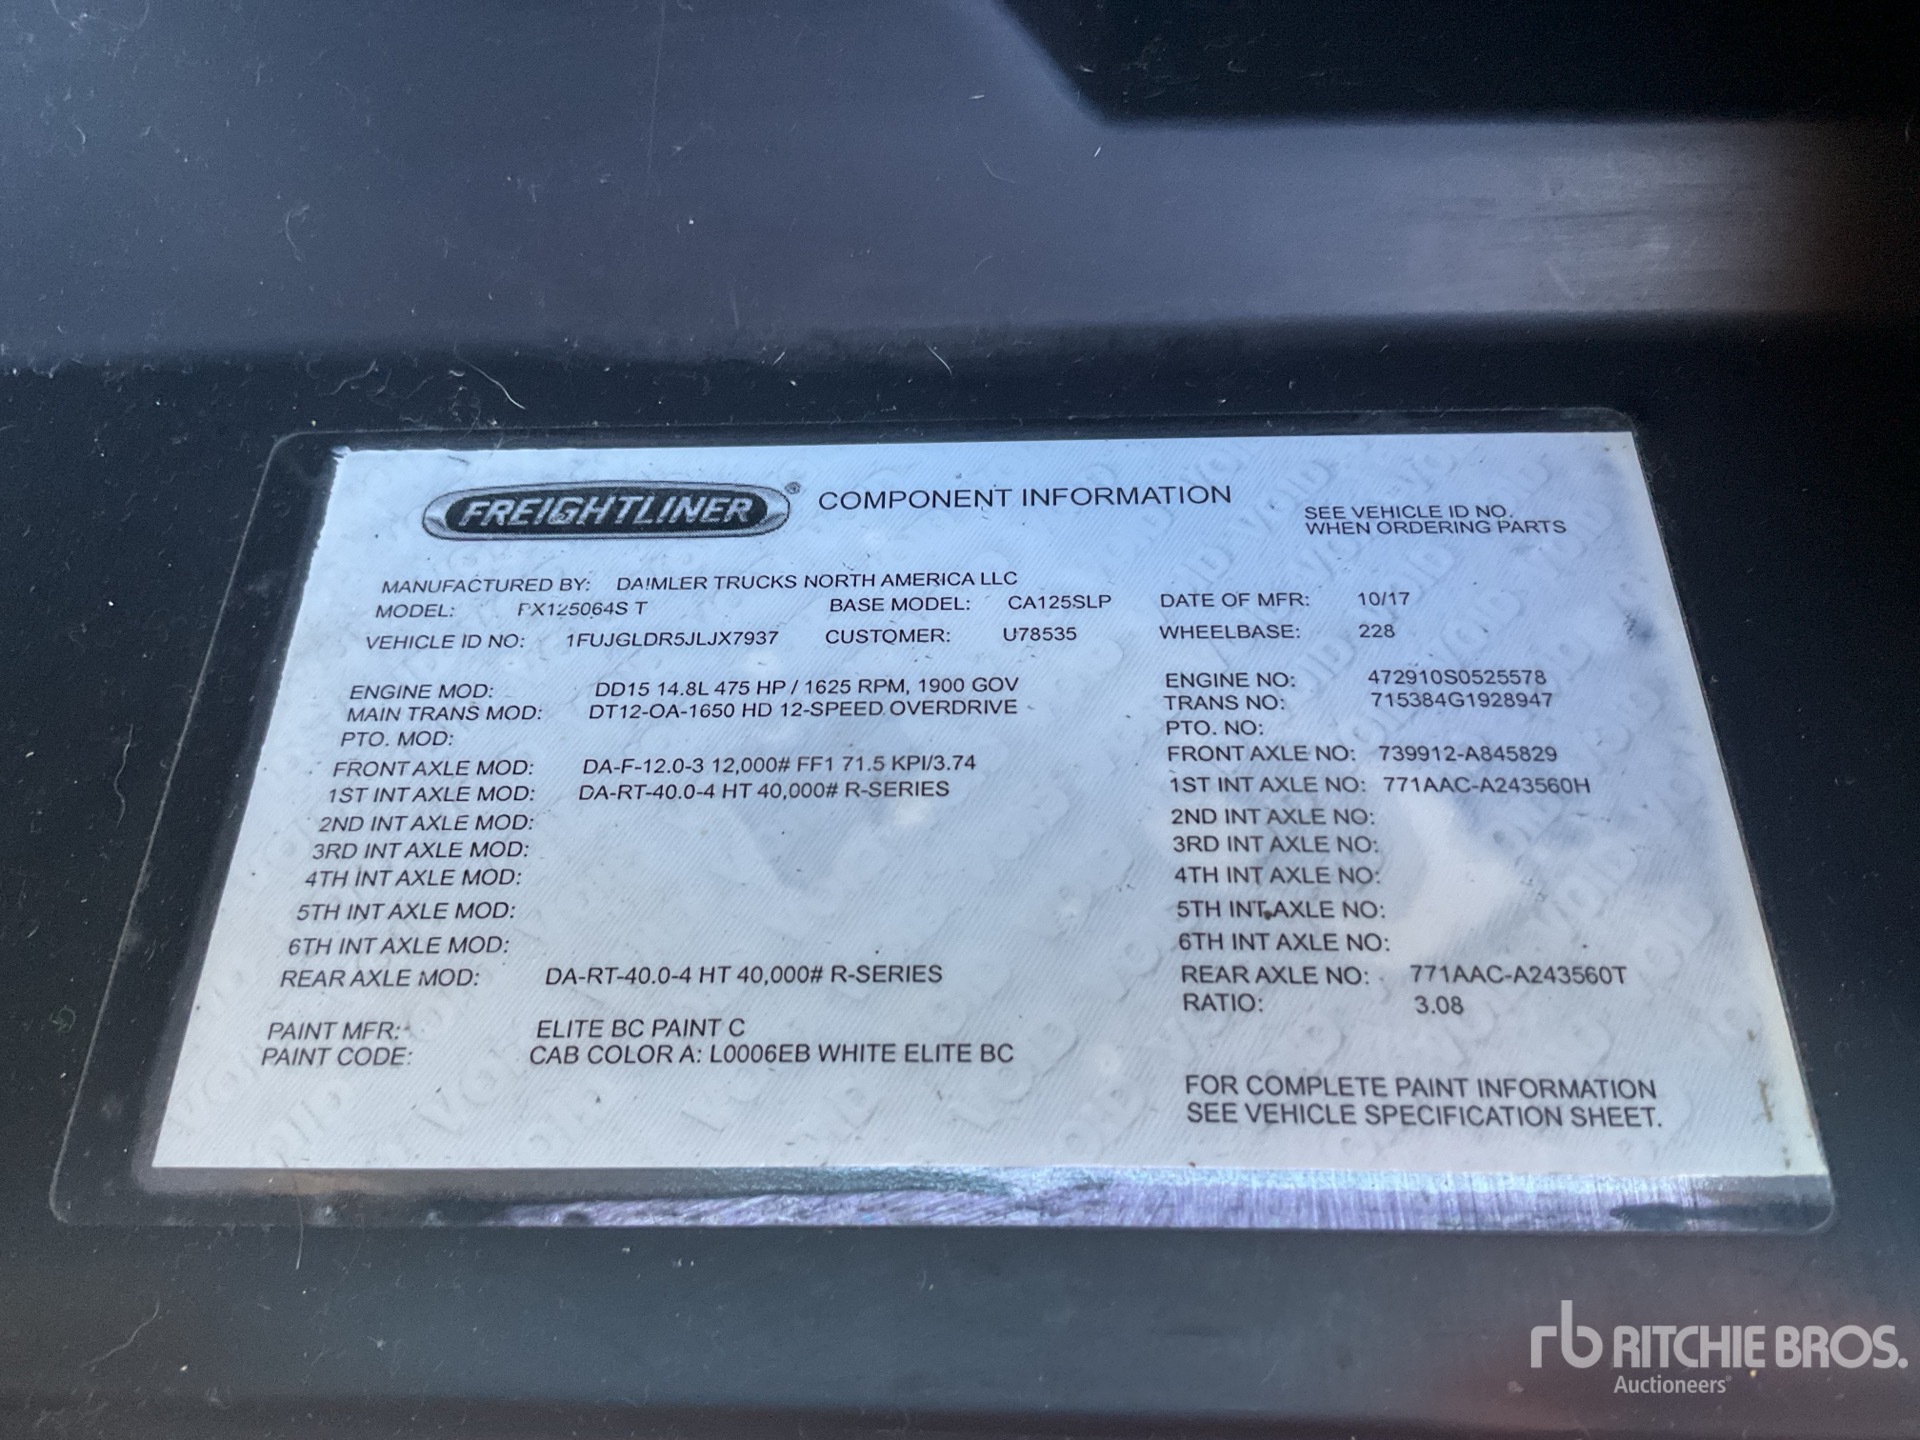 FREIGHTLINER® COMPONENT INFORMATION
SEE VEHICLE ID NO.
WHEN ORDERING PARTS
MANUFACTURED BY: DAIMLER TRUCKS NORTH AMERICA LLC
MODEL: PX125064S T BASE MODEL: CA125SLP DATE OF MFR: 10/17
VEHICLE ID NO: 1FUJGLDR5JLJX7937 CUSTOMER: U78535 WHEELBASE: 228
ENGINE MOD: DD15 14.8L 475 HP / 1625 RPM, 1900 GOV ENGINE NO: 472910S0525578
MAIN TRANS MOD: DT12-OA-1650 HD 12-SPEED OVERDRIVE TRANS NO: 715384G1928947
PTO. MOD: PTO. NO:
FRONT AXLE MOD: DA-F-12.0-3 12,000# FF1 71.5 KPI/3.74 FRONT AXLE NO: 739912-A845829
1ST INT AXLE MOD: DA-RT-40.0-4 HT 40,000# R-SERIES 1ST INT AXLE NO: 771AAC-A243560H
2ND INT AXLE MOD: 2ND INT AXLE NO:
3RD INT AXLE MOD: 3RD INT AXLE NO:
4TH INT AXLE MOD: 4TH INT AXLE NO:
5TH INT AXLE MOD: 5TH INT AXLE NO:
6TH INT AXLE MOD: 6TH INT AXLE NO:
REAR AXLE MOD: DA-RT-40.0-4 HT 40,000# R-SERIES REAR AXLE NO: 771AAC-A243560T
RATIO: 3.08
PAINT MFR: ELITE BC PAINT C
PAINT CODE: CAB COLOR A: L0006EB WHITE ELITE BC
FOR COMPLETE PAINT INFORMATION
SEE VEHICLE SPECIFICATION SHEET.
rb RITCHIE BROS.
Auctioneers®